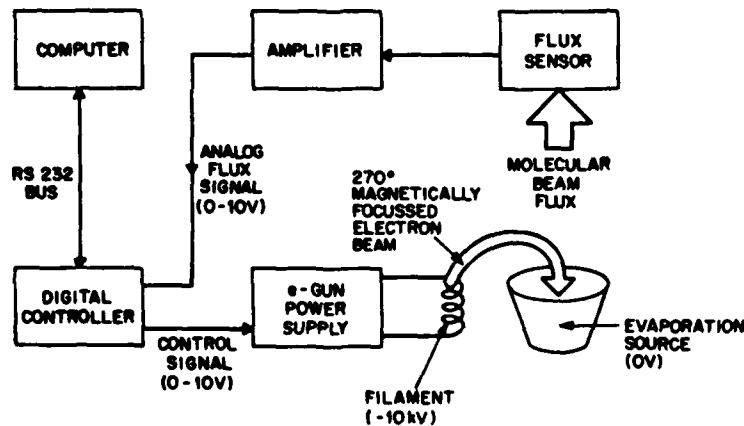 COMPUTER
AMPLIFIER
FLUX
SENSOR
RS 232
BUS
ANALOG
FLUX
SIGNAL
(0-10V)
270°
MAGNETICALLY
FOCUSSED
ELECTRON
BEAM
MOLECULAR
BEAM
FLUX
DIGITAL
CONTROLLER
e-GUN
POWER
SUPPLY
CONTROL
SIGNAL
(0-10V)
FILAMENT
(-10kV)
EVAPORATION
SOURCE
(0V)